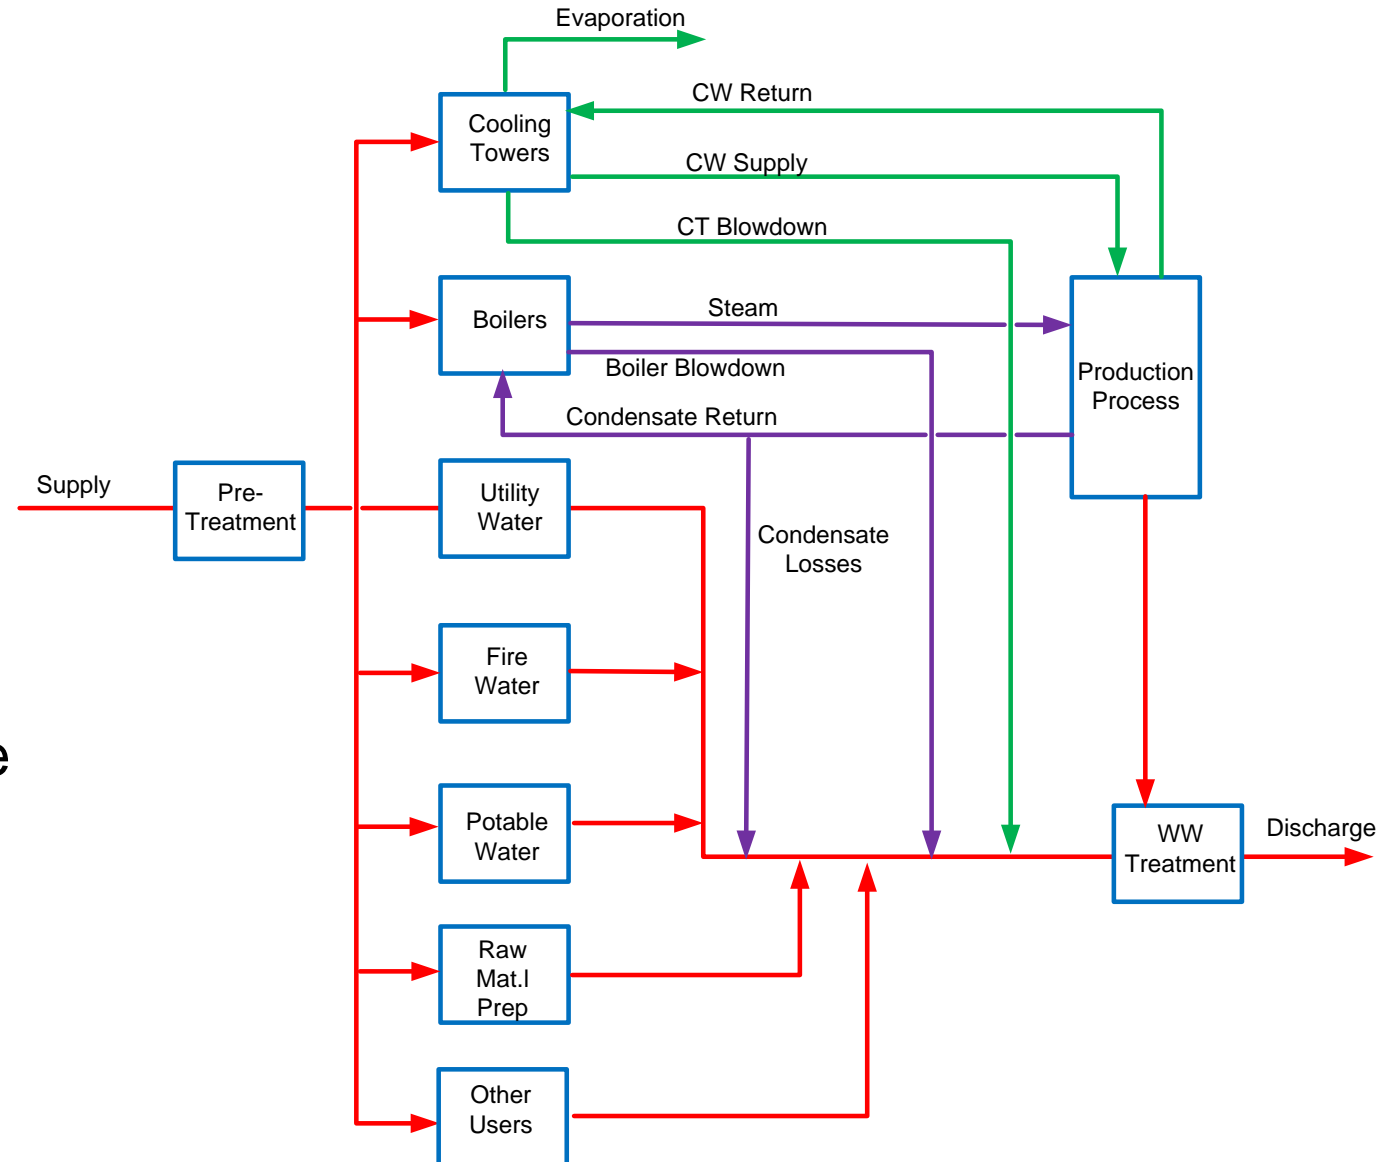 Evaporation
CW Return
Cooling
Towers
CW Supply
CT Blowdown
Steam
Boilers
Boiler Blowdown
Production
Process
Condensate Return
Supply
Pre-
Treatment
Utility
Water
Condensate
Losses
Fire
Water
e
Potable
Water
WW
Treatment
Discharge
Raw
Mat.l
Prep
Other
Users